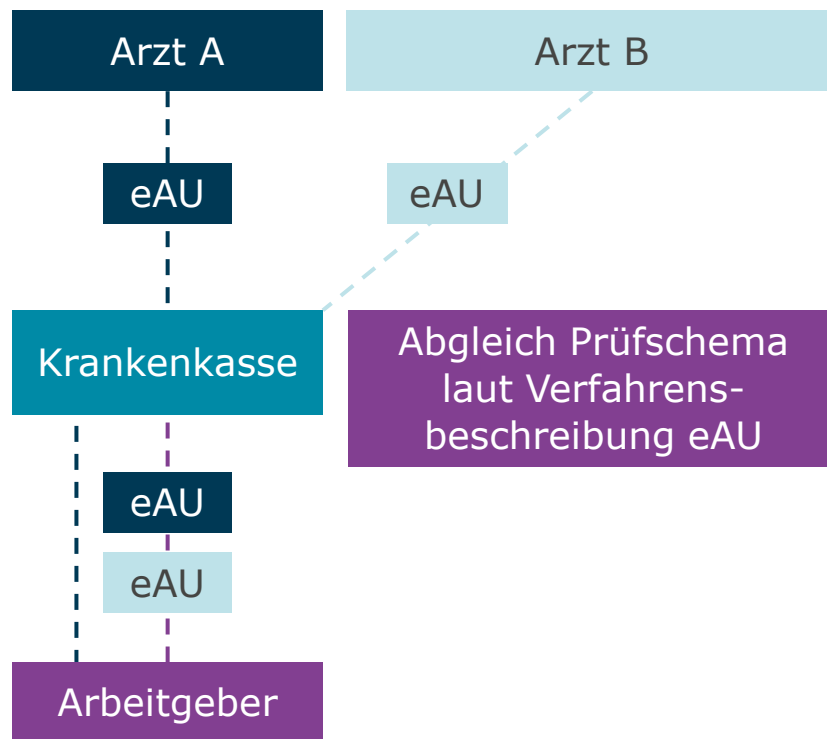 Arzt A
Arzt B
eAU
eAU
Krankenkasse
Abgleich Prüfschema
laut Verfahrens-
beschreibung eAU
eAU
eAU
Arbeitgeber